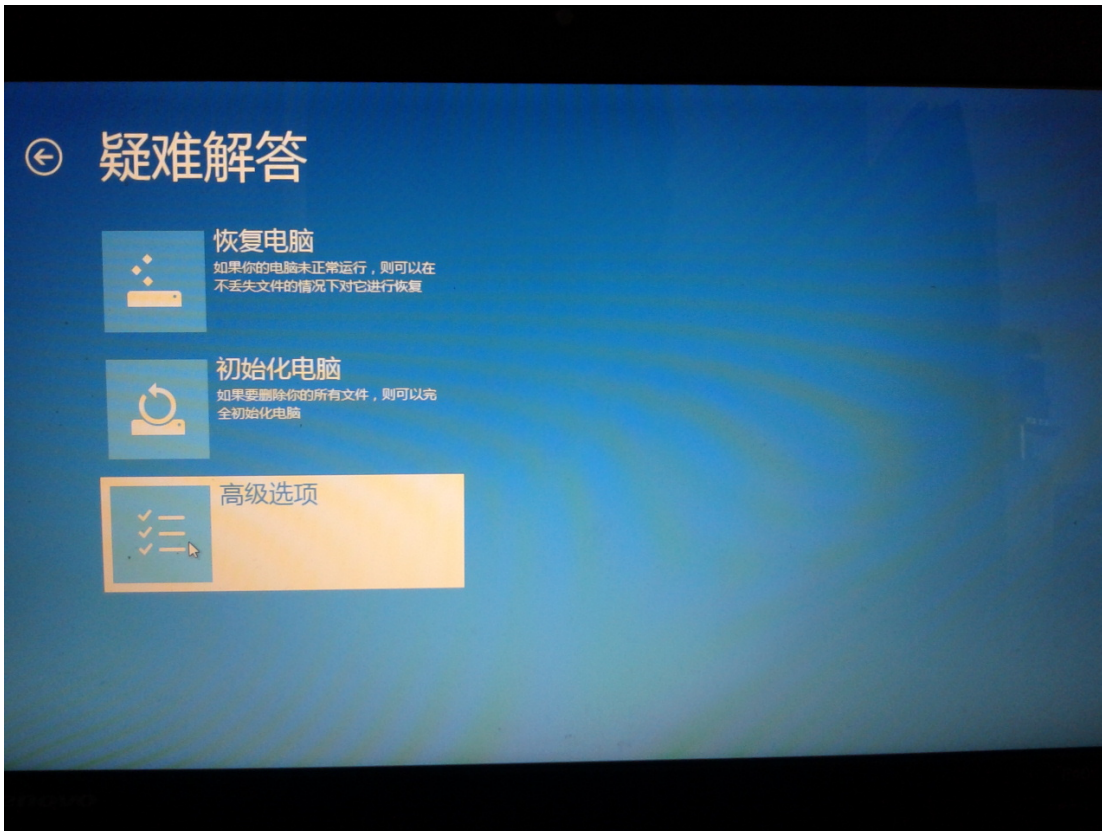 疑难解答
恢复电脑
如果你的电脑未正常运行，则可以在
不丢失文件的情况下对它进行恢复
初始化电脑
如果要删除你的所有文件，则可以完
全初始化电脑
高级选项